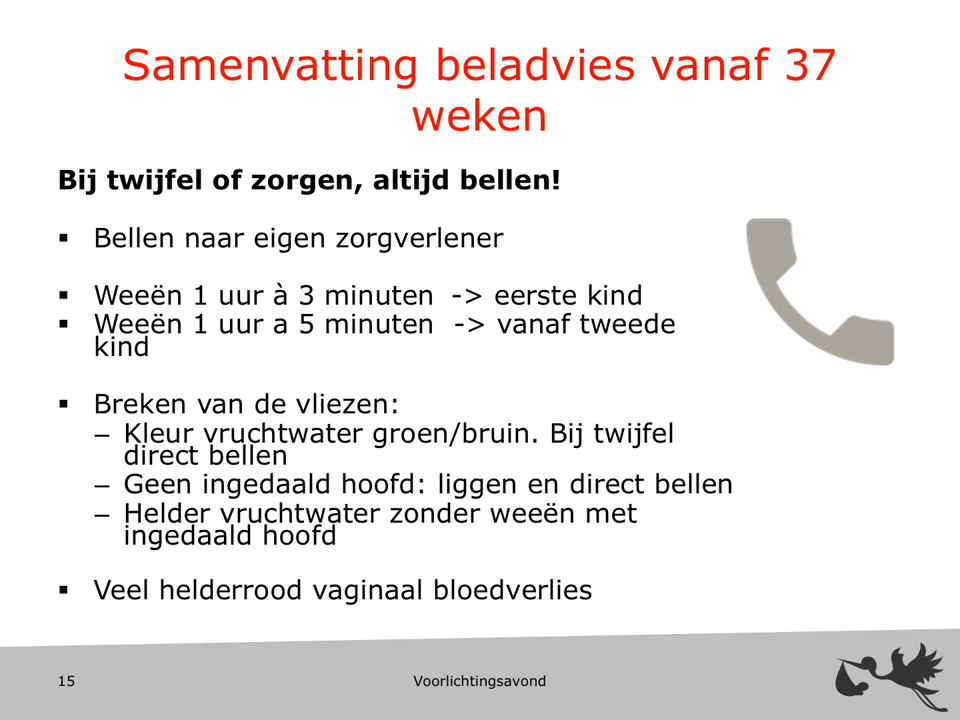 Samenvatting beladvies vanaf 37
weken
Bij twijfel of zorgen, altijd bellen!
▪ Bellen naar eigen zorgverlener
▪ Weeën 1 uur à 3 minuten -> eerste kind
▪ Weeën 1 uur a 5 minuten -> vanaf tweede
kind
▪ Breken van de vliezen:
– Kleur vruchtwater groen/bruin. Bij twijfel
direct bellen
– Geen ingedaald hoofd: liggen en direct bellen
– Helder vruchtwater zonder weeën met
ingedaald hoofd
▪ Veel helderrood vaginaal bloedverlies
15 Voorlichtingsavond